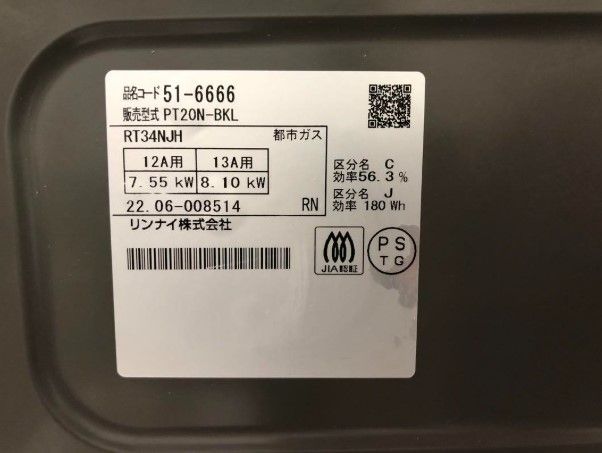 品名コード 51-6666
販売型式 PT20N-BKL
RT34NJH 都市ガス
12A用 13A用
7.55 kW 8.10 kW
区分名 C
効率56.3 %
区分名 J
効率 180 Wh
22.06-008514 RN
リンナイ株式会社
JIA認証
PS
TG